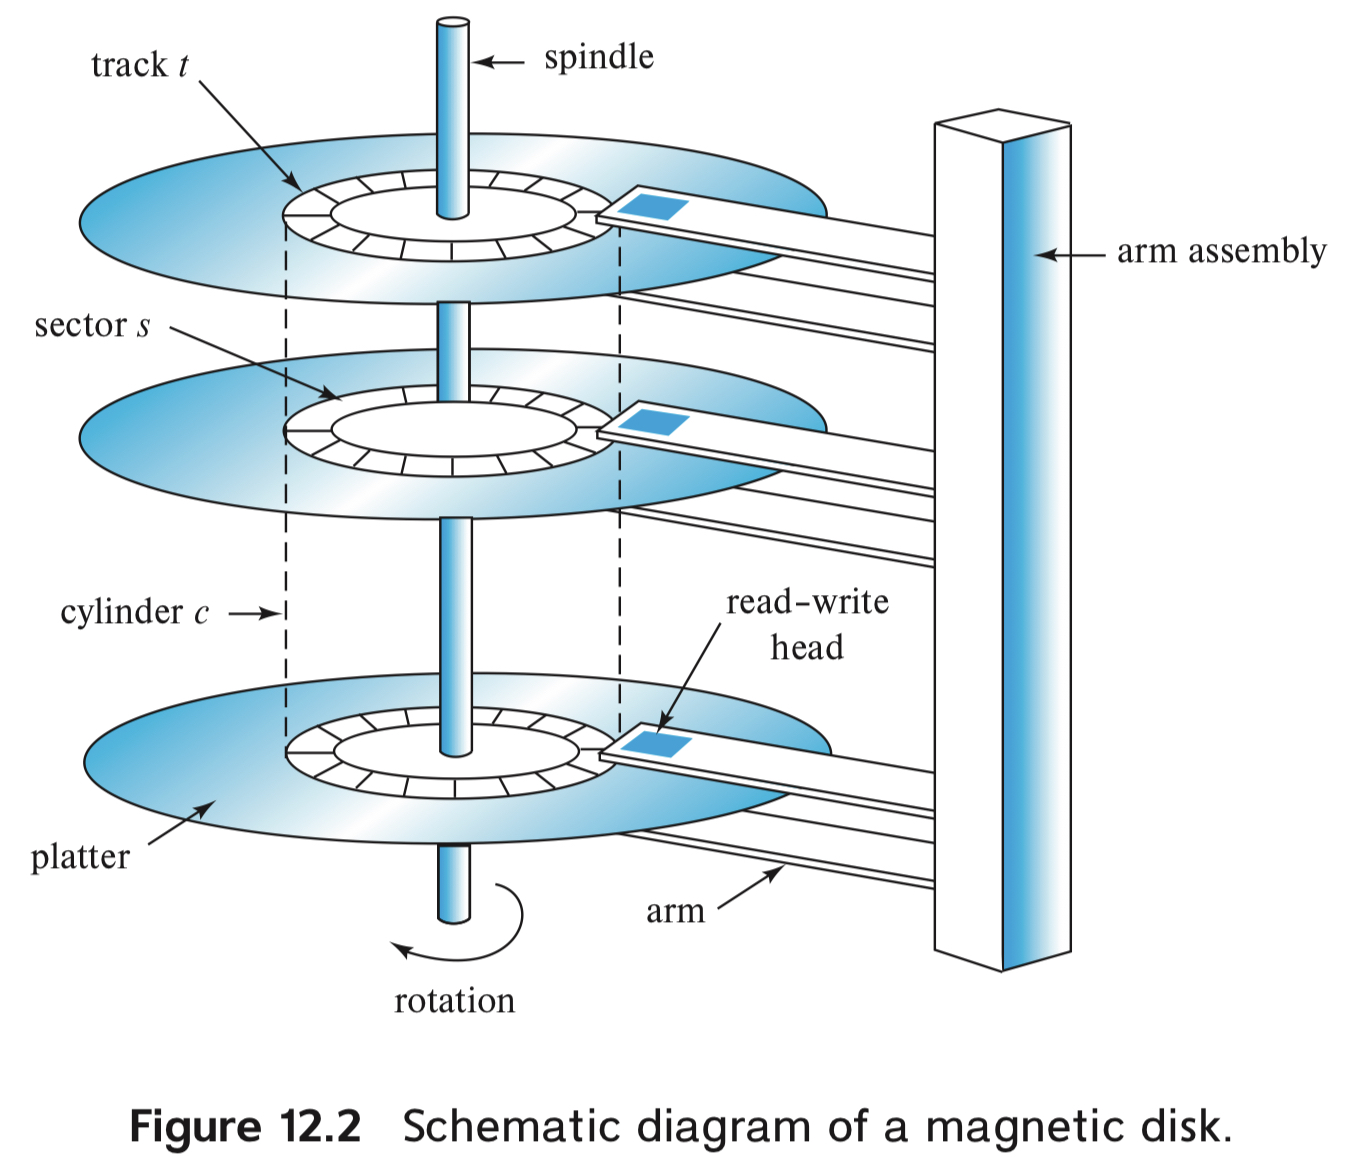 track t
spindle
arm assembly
sector s
cylinder c
read–write
head
platter
arm
rotation
Figure 12.2 Schematic diagram of a magnetic disk.